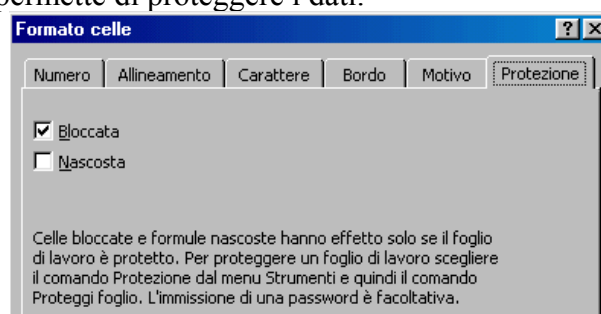 permette di proteggere i dati.
Formato celle
Numero Allineamento Carattere Bordo Motivo Protezione
Bloccata
Nascosta
Celle bloccate e formule nascoste hanno effetto solo se il foglio
di lavoro è protetto. Per proteggere un foglio di lavoro scegliere
il comando Protezione dal menu Strumenti e quindi il comando
Proteggi foglio. L'immissione di una password è facoltativa.